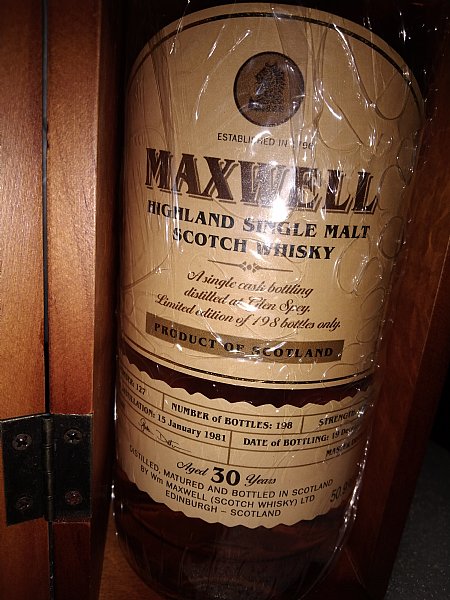 ESTABLISHED IN
MAXWELL
HIGHLAND SINGLE MALT
SCOTCH WHISKY
A single cask bottling
distilled at Glen Spey.
Limited edition of 198 bottles only.
PRODUCT OF SCOTLAND
127
NUMBER OF BOTTLES: 198
STRENGTH
15 January 1981
DATE OF BOTTLING: 19
Aged 30 Years
DISTILLED, MATURED AND BOTTLED IN SCOTLAND
BY Wm MAXWELL (SCOTCH WHISKY) LTD
EDINBURGH – SCOTLAND